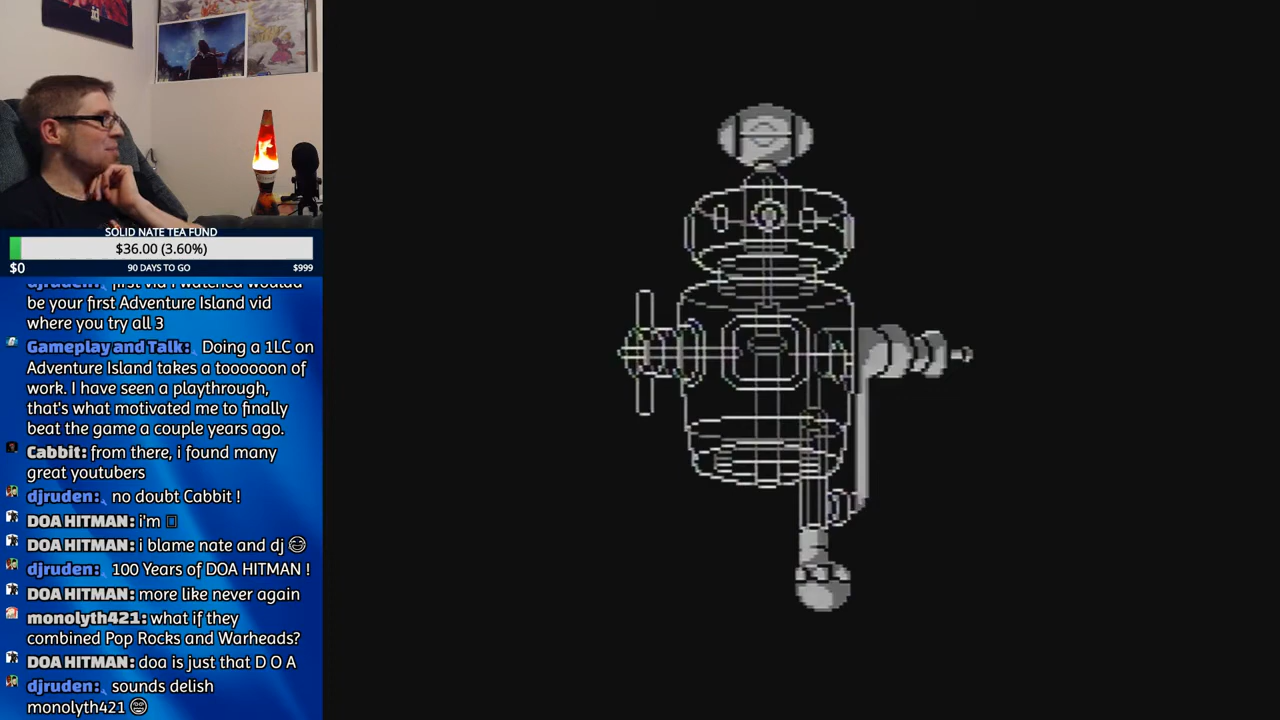 SOLID NATE TEA FUND
$36.00 (3.60%)
$0
90 DAYS TO GO
$999
djruden: first vid I watched would
be your first Adventure Island vid
where you try all 3
Gameplay and Talk: Doing a 1LC on
Adventure Island takes a toooooon of
work. I have seen a playthrough,
that's what motivated me to finally
beat the game a couple years ago.
Cabbit: from there, i found many
great youtubers
djruden: no doubt Cabbit !
DOA HITMAN: i'm
DOA HITMAN: i blame nate and dj 😅
djruden: 100 Years of DOA HITMAN !
DOA HITMAN: more like never again
monolyth421: what if they
combined Pop Rocks and Warheads?
DOA HITMAN: doa is just that D O A
djruden: sounds delish
monolyth421 😄